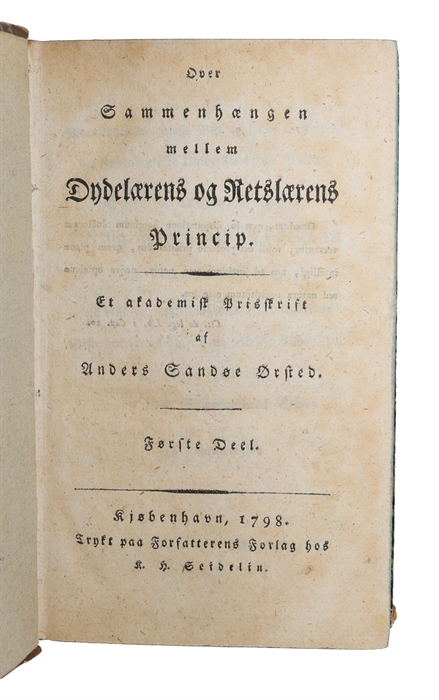 Over
Sammenhængen
mellem
Dydelærens og Retslærens
Princip.
Et akademisk Prisskrift
af
Anders Sandøe Ørsted.
Første Deel.
Kjøbenhavn, 1798.
Trykt paa Forfatterens Forlag hos
K. H. Seidelin.